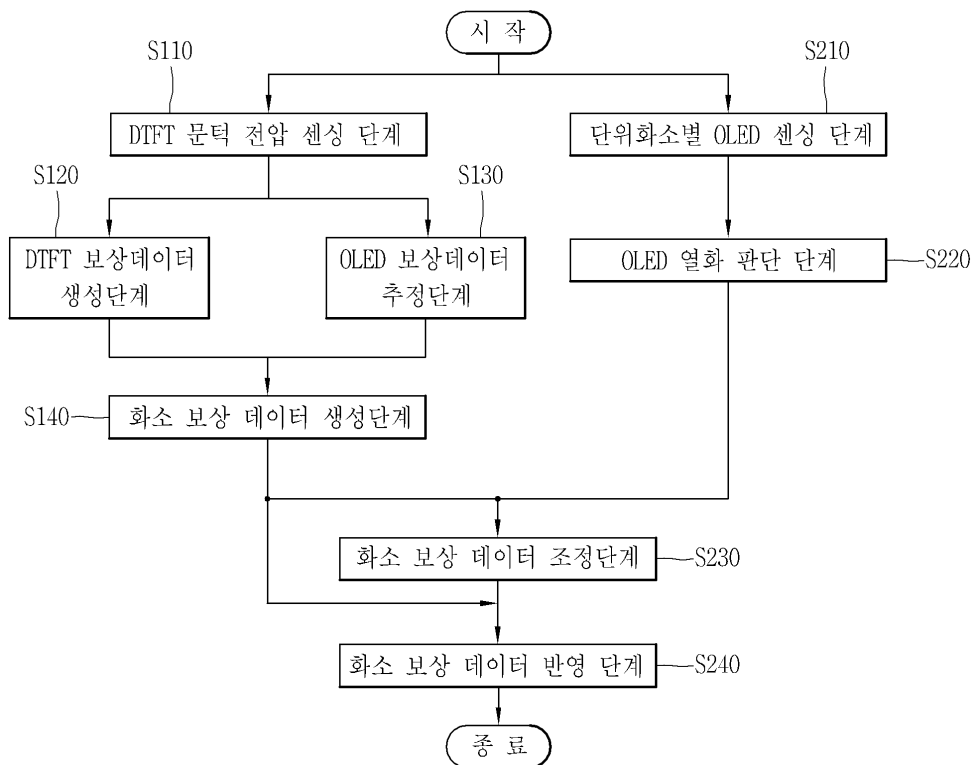 시 작
S110
S210
DTFT 문턱 전압 센싱 단계
단위화소별 OLED 센싱 단계
S120
S130
DTFT 보상데이터
생성단계
OLED 보상데이터
추정단계
OLED 열화 판단 단계
S220
S140
화소 보상 데이터 생성단계
화소 보상 데이터 조정단계
S230
화소 보상 데이터 반영 단계
S240
종 료